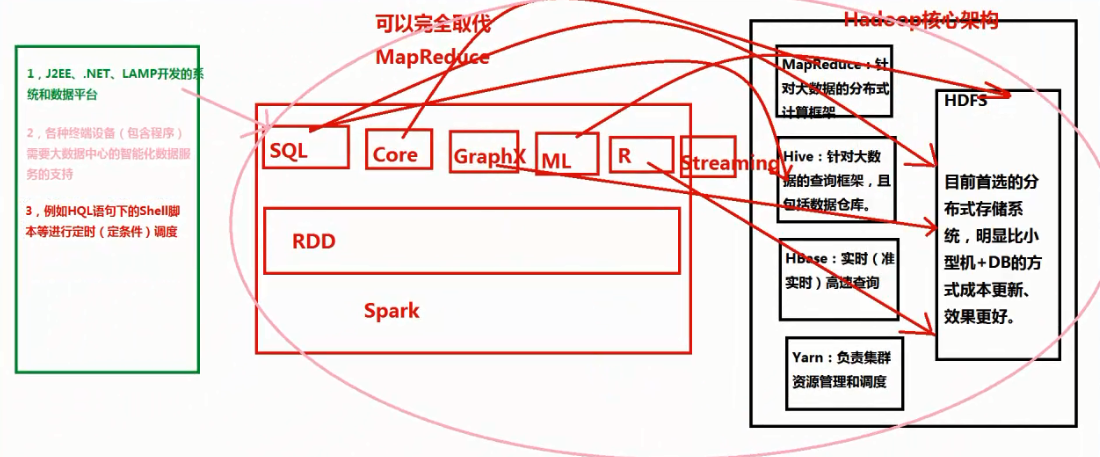 1，J2EE、.NET、LAMP开发的系
统和数据平台
2，各种终端设备（包含程序）
需要大数据中心的智能化数据服
务的支持
3，例如HQL语句下的Shell脚
本等进行定时（定条件）调度
可以完全取代
MapReduce
SQL
Core
GraphX
ML
R
Streaming
RDD
Spark
Hadoop核心架构
MapReduce：针
对大数据的分布式
计算框架
Hive：针对大数
据的查询框架，且
包括数据仓库。
HBase：实时（准
实时）高速查询
Yarn：负责集群
资源管理和调度
HDFS
目前首选的分
布式存储系
统，明显比小
型机+DB的方
式成本更新、
效果更好。